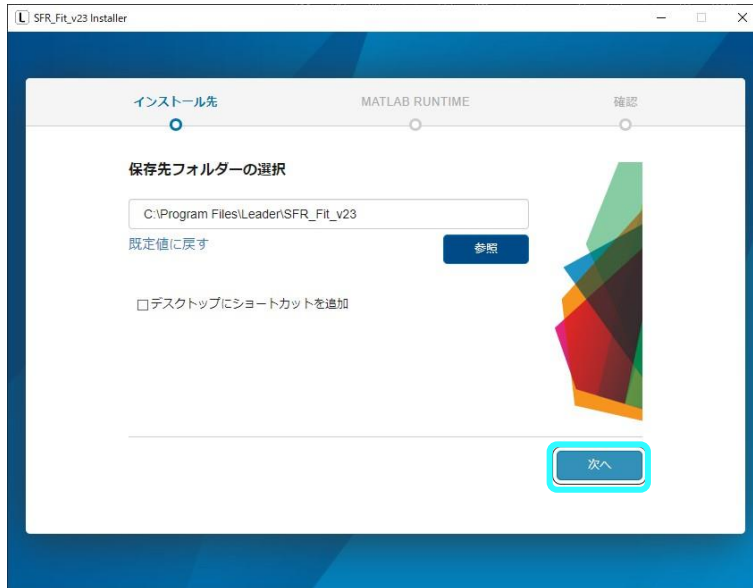 L SFR_Fit_v23 Installer
インストール先 MATLAB RUNTIME 確認
保存先フォルダーの選択
C:\Program Files\Leader\SFR_Fit_v23
既定値に戻す 参照
デスクトップにショートカットを追加
次へ